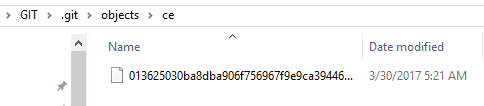 GIT > .git > objects > ce
Name Date modified
013625030ba8dba906f756967f9e9ca39446... 3/30/2017 5:21 AM